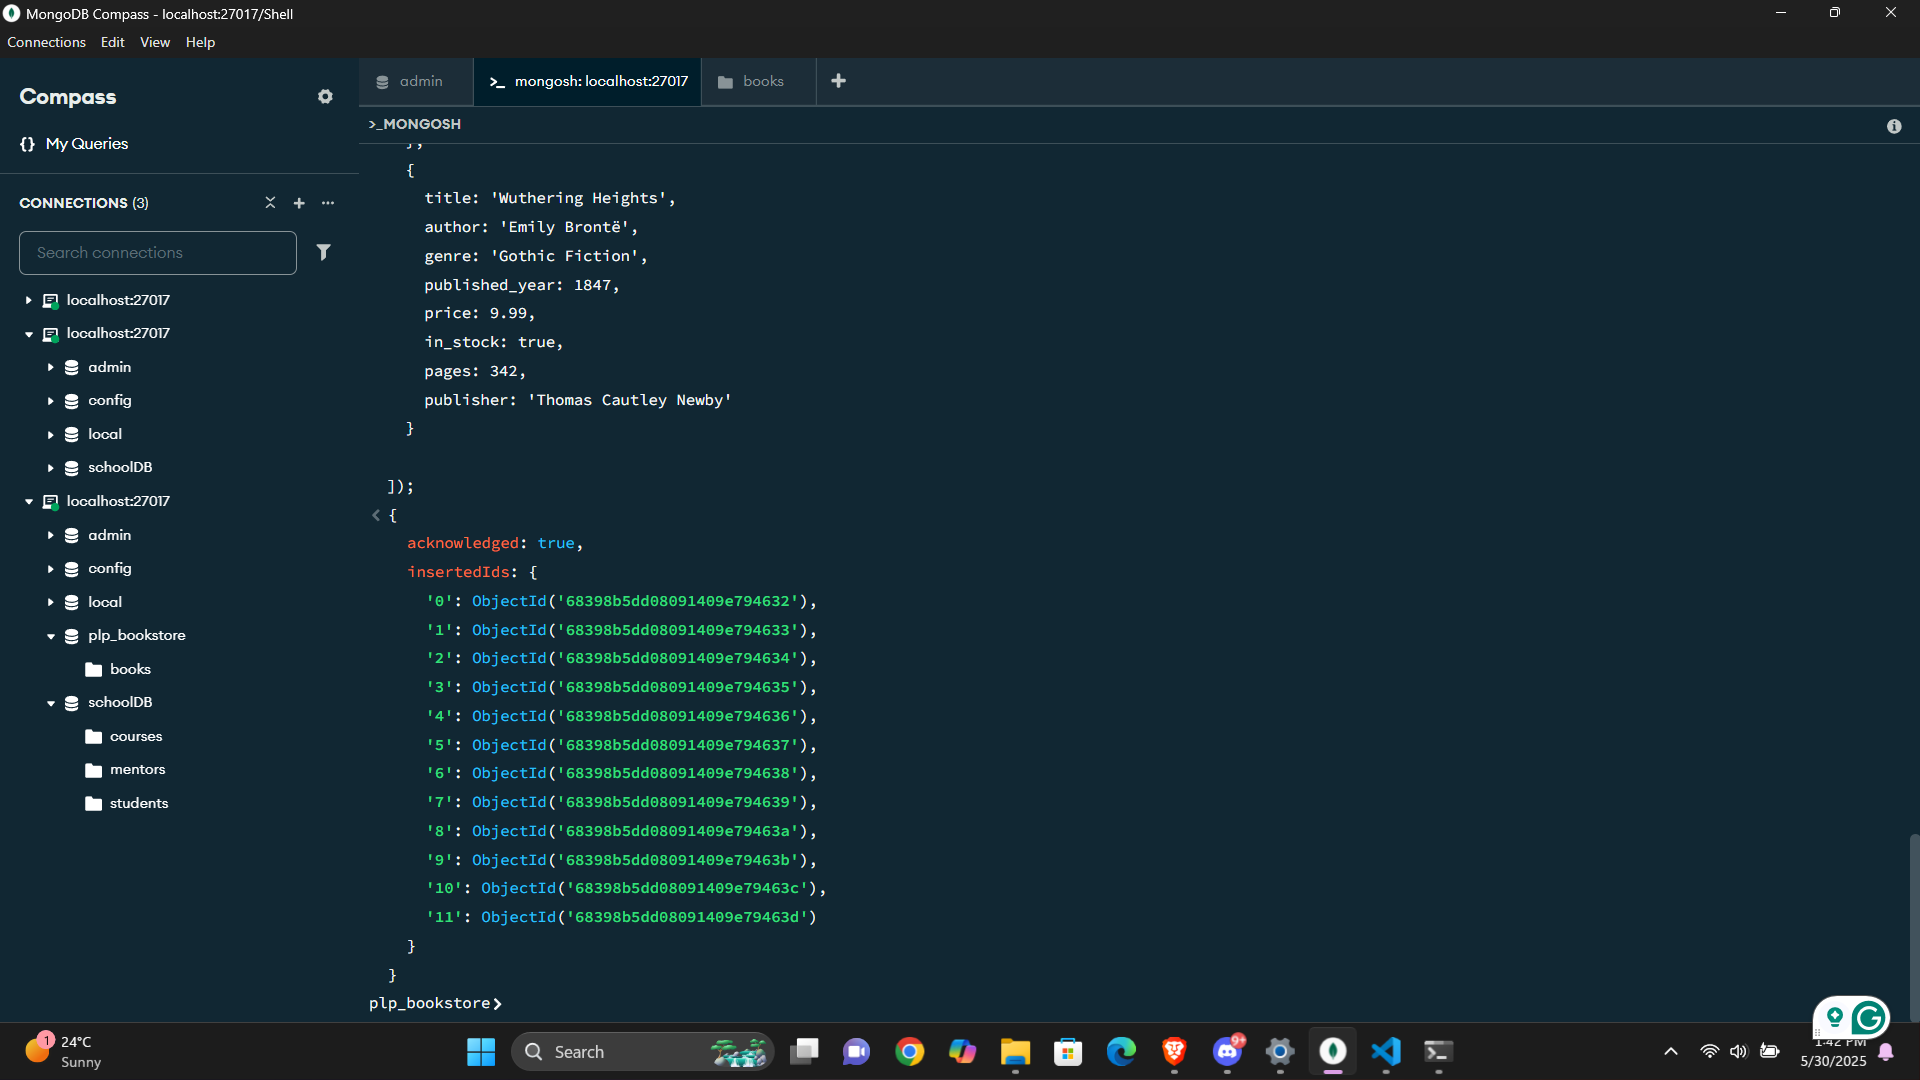 MongoDB Compass - localhost:27017/Shell
Connections Edit View Help
Compass
{} My Queries
CONNECTIONS (3)
Search connections
localhost:27017
localhost:27017
admin
config
local
schoolDB
localhost:27017
admin
config
local
plp_bookstore
books
schoolDB
courses
mentors
students
admin
>_ mongosh: localhost:27017
books
+
>_MONGOSH
{
title: 'Wuthering Heights',
author: 'Emily Brontë',
genre: 'Gothic Fiction',
published_year: 1847,
price: 9.99,
in_stock: true,
pages: 342,
publisher: 'Thomas Cautley Newby'
}
]);
< {
acknowledged: true,
insertedIds: {
'0': ObjectId('68398b5dd08091409e794632'),
'1': ObjectId('68398b5dd08091409e794633'),
'2': ObjectId('68398b5dd08091409e794634'),
'3': ObjectId('68398b5dd08091409e794635'),
'4': ObjectId('68398b5dd08091409e794636'),
'5': ObjectId('68398b5dd08091409e794637'),
'6': ObjectId('68398b5dd08091409e794638'),
'7': ObjectId('68398b5dd08091409e794639'),
'8': ObjectId('68398b5dd08091409e79463a'),
'9': ObjectId('68398b5dd08091409e79463b'),
'10': ObjectId('68398b5dd08091409e79463c'),
'11': ObjectId('68398b5dd08091409e79463d')
}
}
plp_bookstore>
1
24°C
Sunny
Search
9+
1:42 PM
5/30/2025